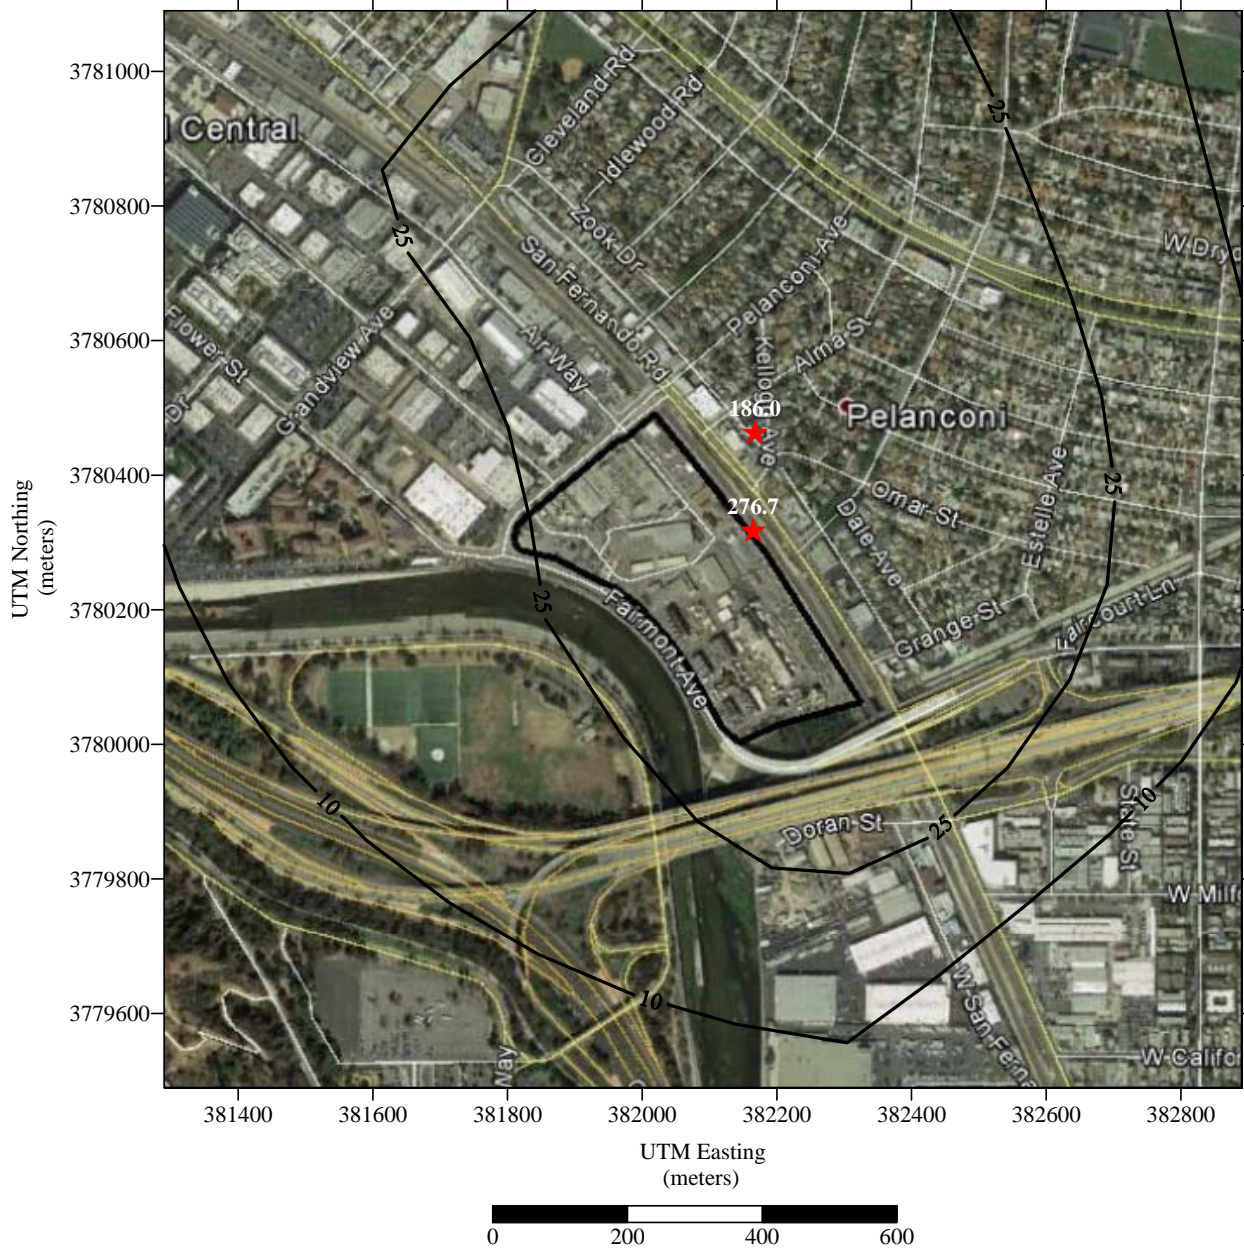 3781000
3780800
3780600
3780400
3780200
3780000
3779800
3779600
UTM Northing
(meters)
l Central
Cleveland Rd
Idlewood Rd
Zook Dr
San Fernando Rd
Pelanconi Ave
W Dryd
Flower St
Grandview Ave
Air Way
Kellogg Ave
Alma St
Dr
186.0
Pelanconi
276.7
Omar St
Dale Ave
Estelle Ave
Fairmont Ave
Grange St
Faircourt Ln
Doran St
State St
W Milf
W San Ferna
W Califor
Way
25
25
25
25
25
10
10
10
381400
381600
381800
382000
382200
382400
382600
382800
UTM Easting
(meters)
0
200
400
600